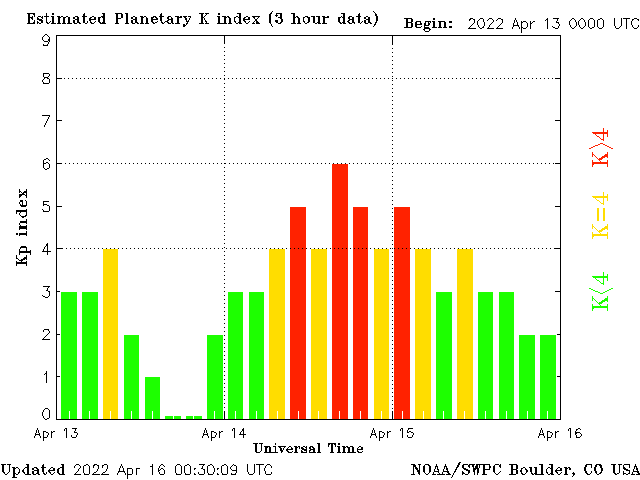 Estimated Planetary K index (3 hour data)
Begin: 2022 Apr 13 0000 UTC
9
8
7
6
5
4
3
2
1
0
Kp index
K>4
K=4
K<4
Apr 13
Apr 14
Apr 15
Apr 16
Universal Time
Updated 2022 Apr 16 00:30:09 UTC
NOAA/SWPC Boulder, CO USA